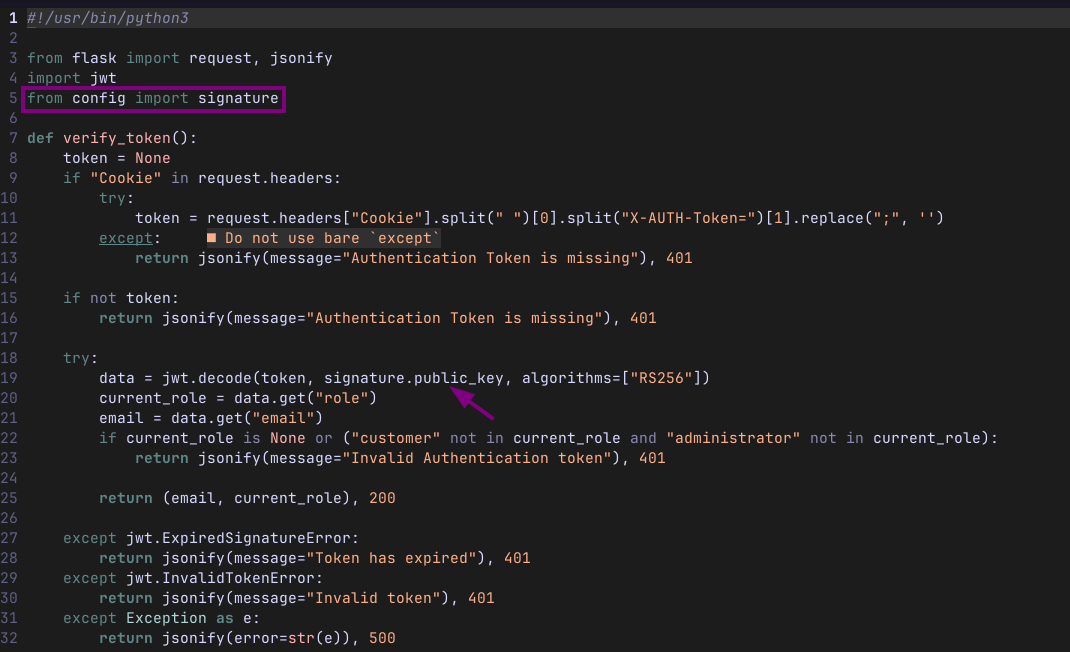 1 #!/usr/bin/python3
2
3 from flask import request, jsonify
4 import jwt
5 from config import signature
6
7 def verify_token():
8     token = None
9     if "Cookie" in request.headers:
10         try:
11             token = request.headers["Cookie"].split(" ")[0].split("X-AUTH-Token=")[1].replace(";", '')
12         except:     ■ Do not use bare `except`
13             return jsonify(message="Authentication Token is missing"), 401
14
15     if not token:
16         return jsonify(message="Authentication Token is missing"), 401
17
18     try:
19         data = jwt.decode(token, signature.public_key, algorithms=["RS256"])
20         current_role = data.get("role")
21         email = data.get("email")
22         if current_role is None or ("customer" not in current_role and "administrator" not in current_role):
23             return jsonify(message="Invalid Authentication token"), 401
24
25         return (email, current_role), 200
26
27     except jwt.ExpiredSignatureError:
28         return jsonify(message="Token has expired"), 401
29     except jwt.InvalidTokenError:
30         return jsonify(message="Invalid token"), 401
31     except Exception as e:
32         return jsonify(error=str(e)), 500